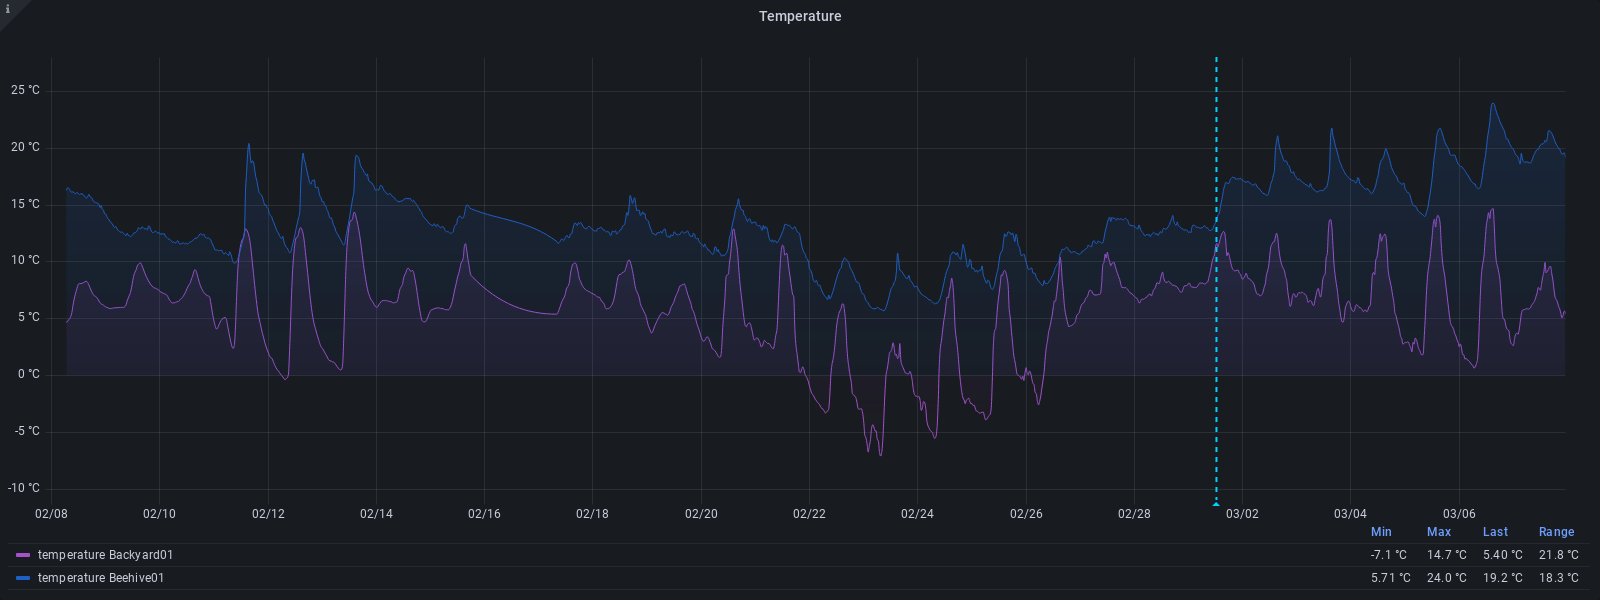 i
Temperature
25 °C
20 °C
15 °C
10 °C
5 °C
0 °C
-5 °C
-10 °C
02/08 02/10 02/12 02/14 02/16 02/18 02/20 02/22 02/24 02/26 02/28 03/02 03/04 03/06
Min Max Last Range
temperature Backyard01 -7.1 °C 14.7 °C 5.40 °C 21.8 °C
temperature Beehive01 5.71 °C 24.0 °C 19.2 °C 18.3 °C